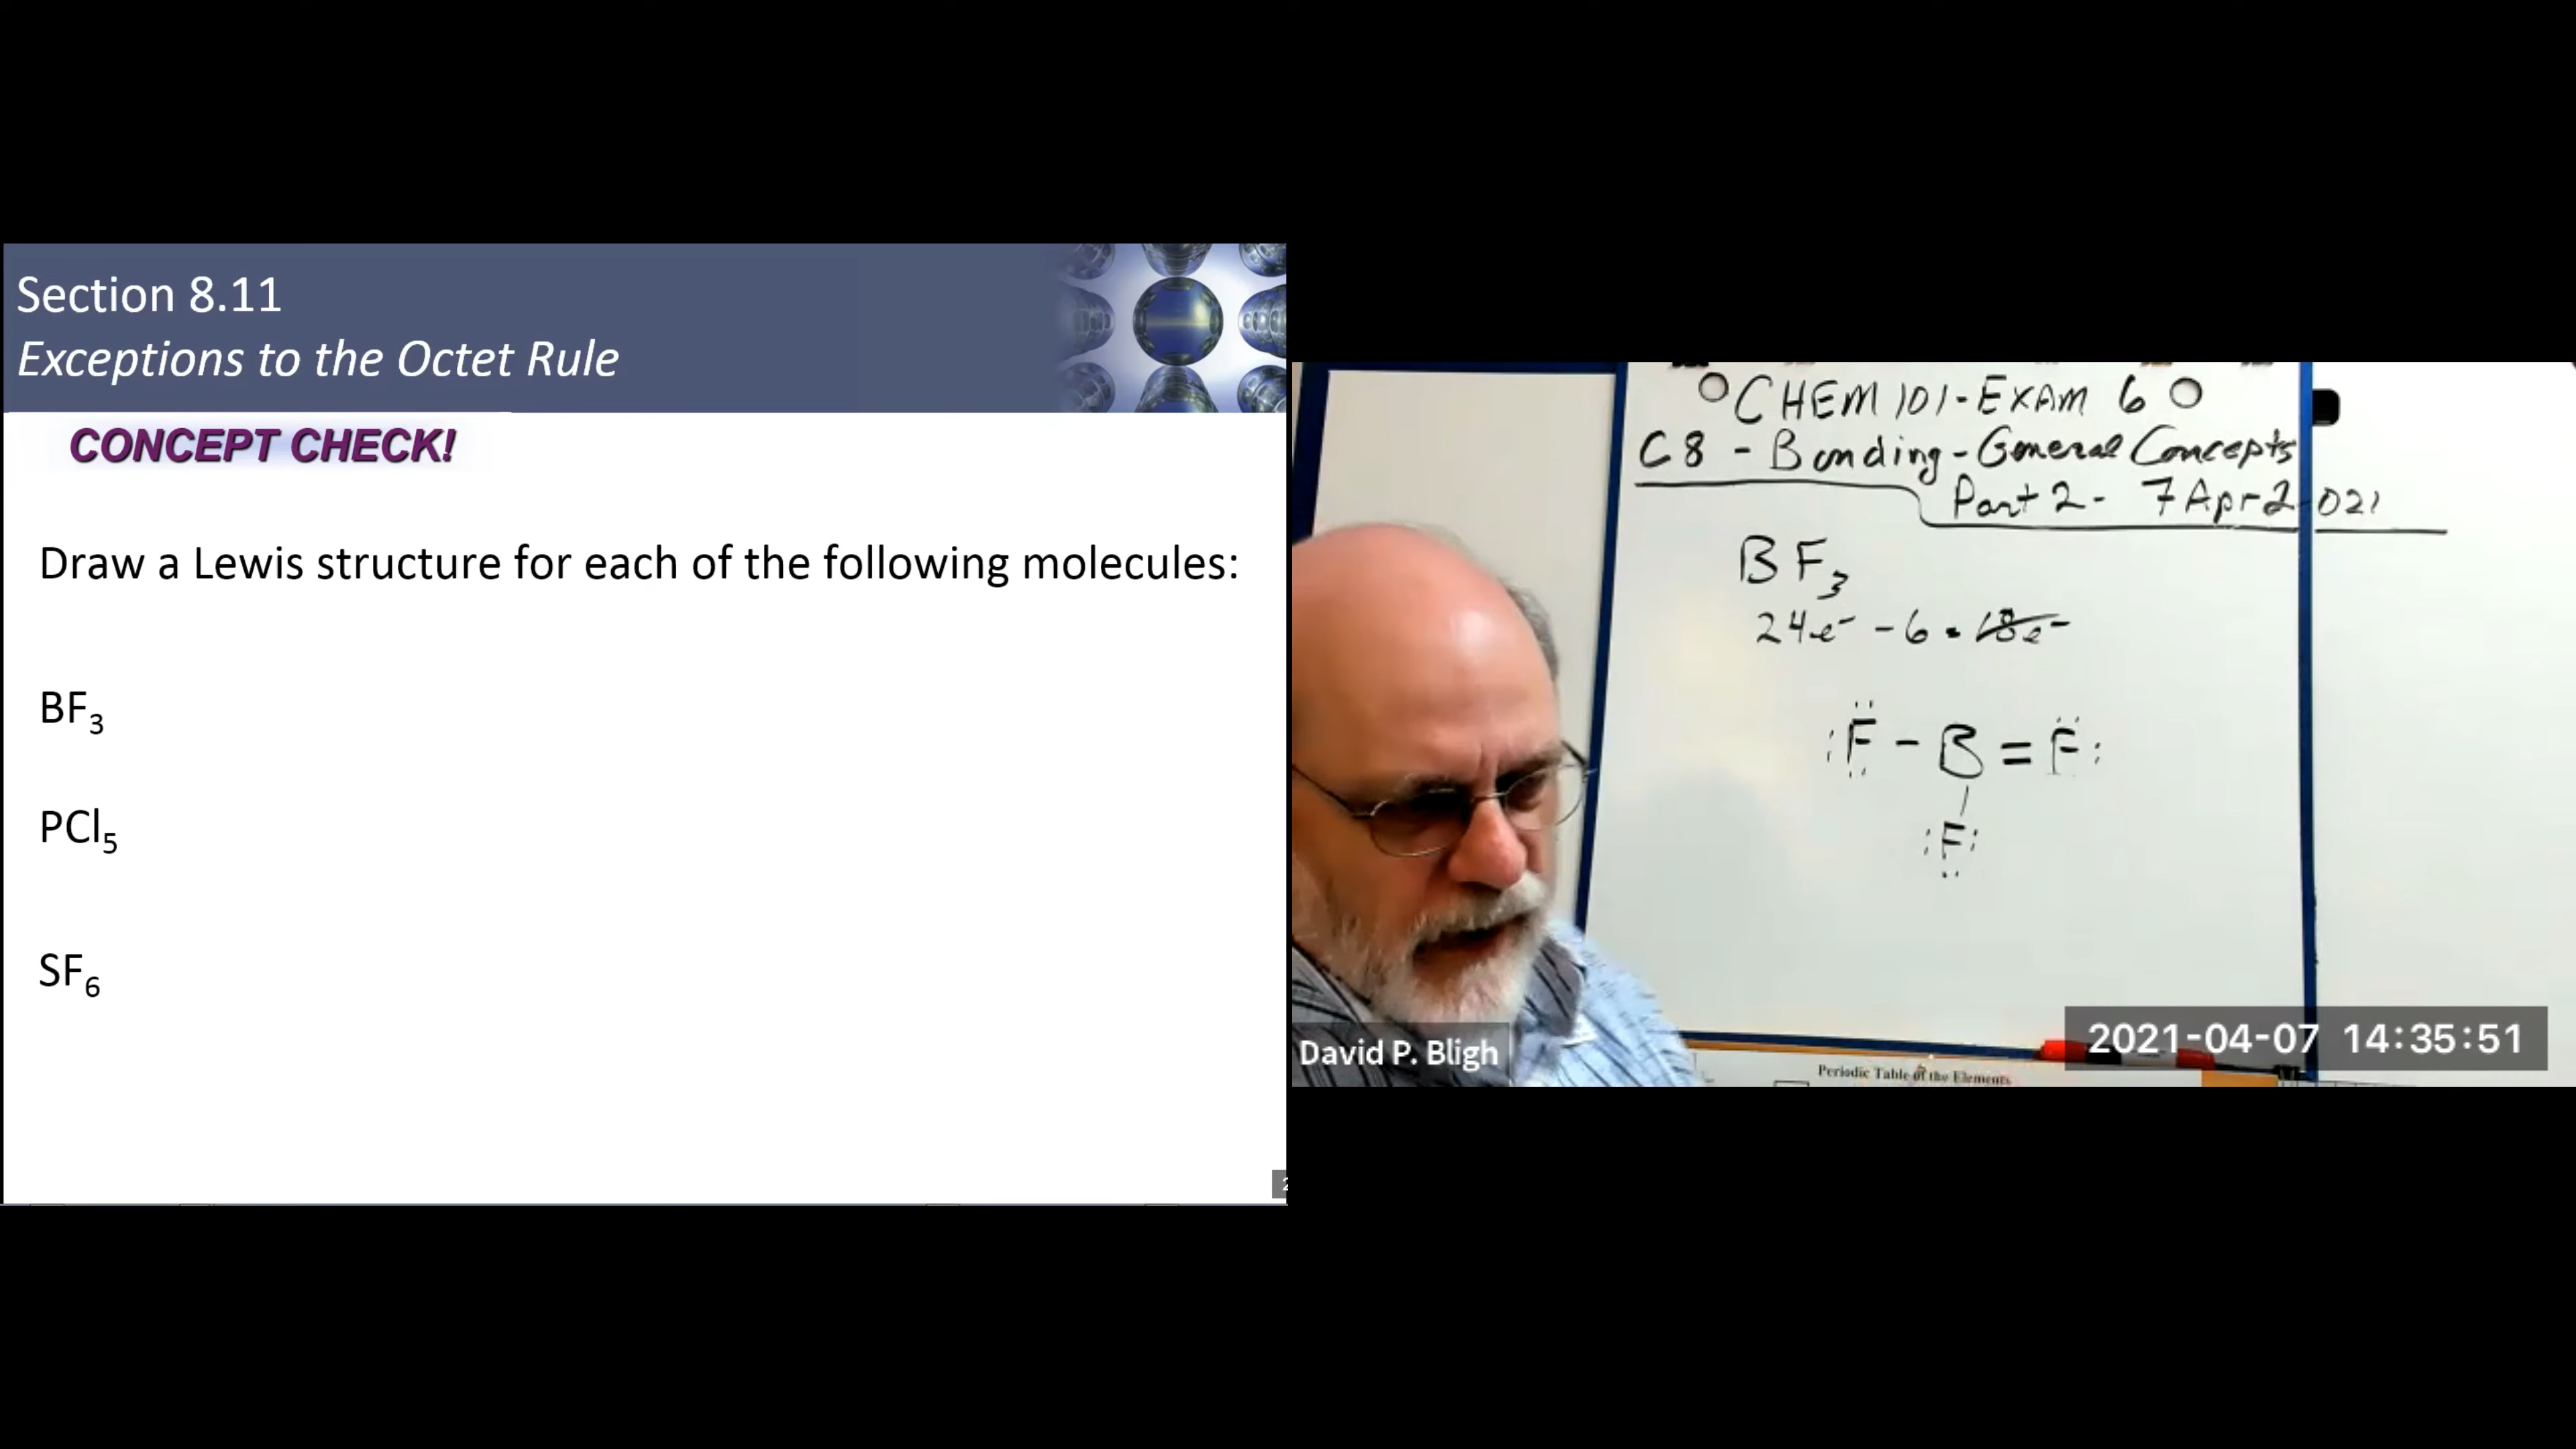 Section 8.11
Exceptions to the Octet Rule
CONCEPT CHECK!
Draw a Lewis structure for each of the following molecules:
BF₃
PCl₅
SF₆
2
CHEM 101-EXAM 6
C8 - Bonding - General Concepts
Part 2 - 7 Apr 2021
BF₃
24e⁻ - 6 = 18e⁻
:F - B = F:
:F:
David P. Bligh
2021-04-07 14:35:51
Periodic Table of the Elements